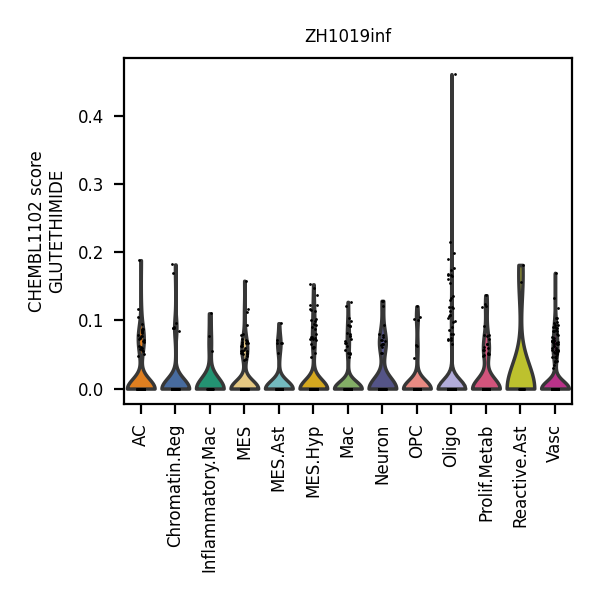 ZH1019inf
CHEMBL1102 score
GLUTETHIMIDE
0.4
0.3
0.2
0.1
0.0
AC
Chromatin.Reg
Inflammatory.Mac
MES
MES.Ast
MES.Hyp
Mac
Neuron
OPC
Oligo
Prolif.Metab
Reactive.Ast
Vasc